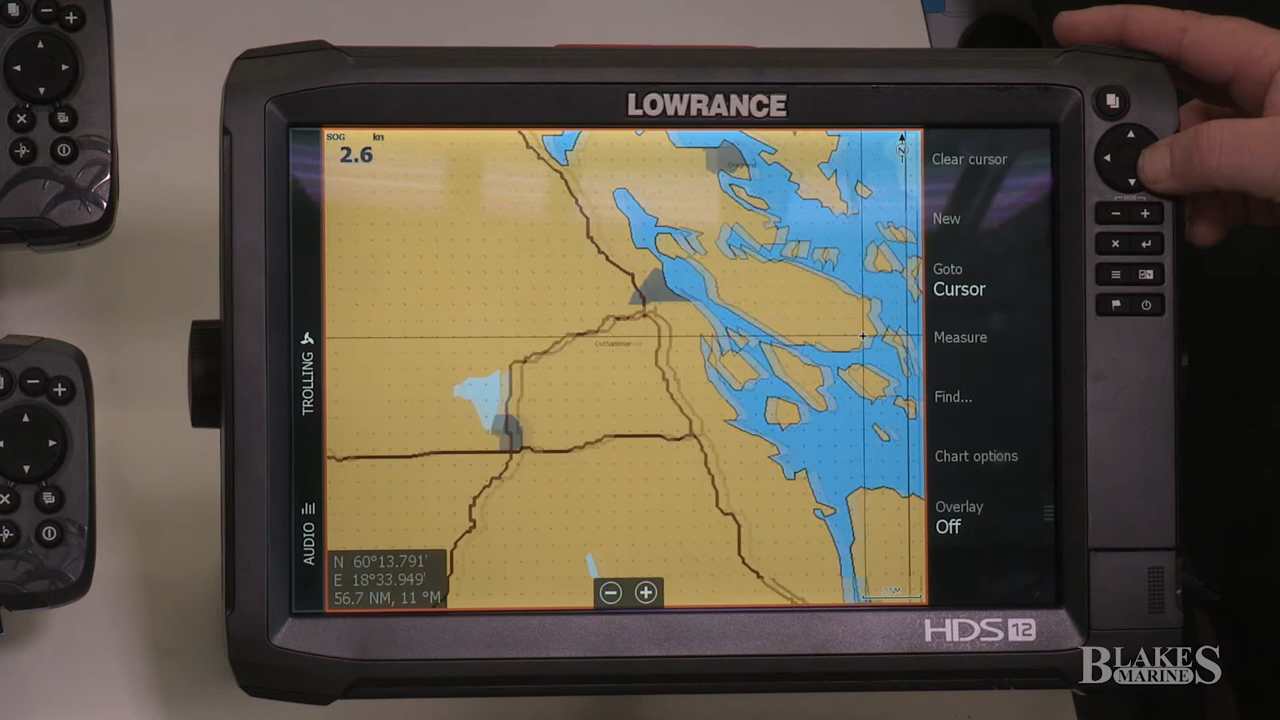 LOWRANCE
SOG kn
2.6
N
Clear cursor
New
Goto
Cursor
Measure
Find...
Chart options
Overlay
Off
TROLLING
AUDIO
N 60°13.791'
E 18°33.949'
56.7 NM, 11 °M
HDS 12
BLAKES
MARINE